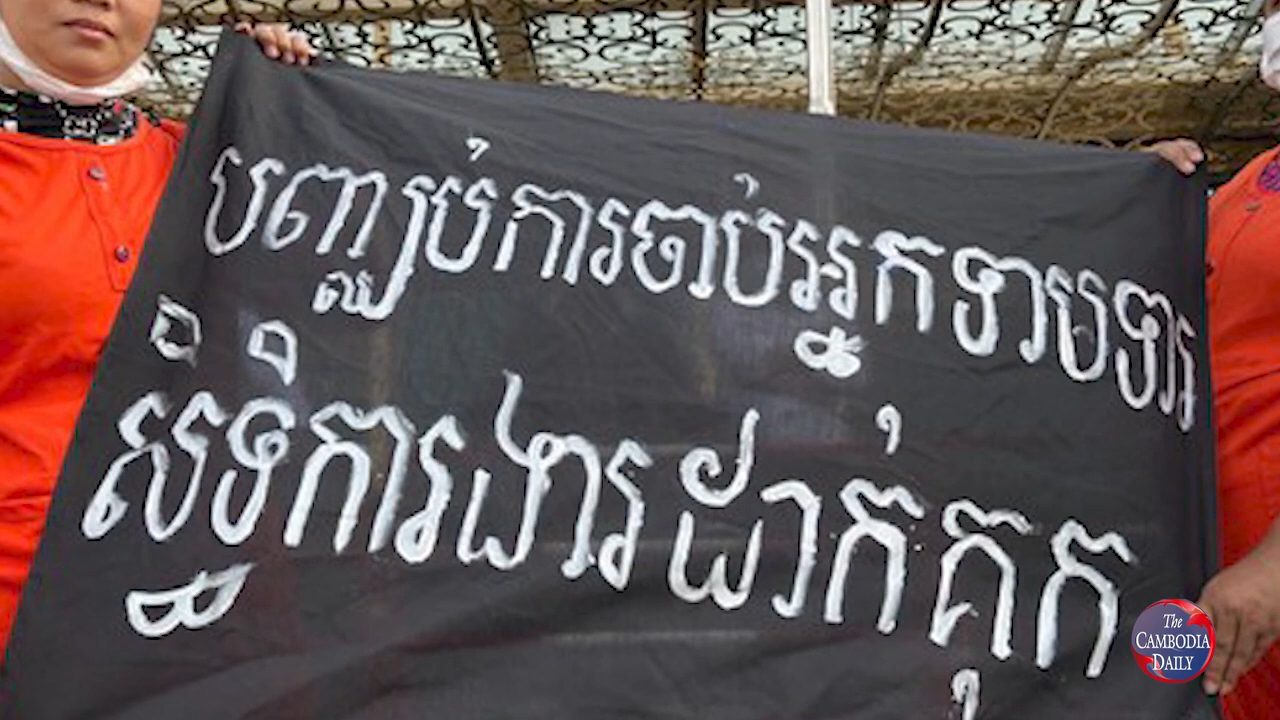 បញ្ឈប់ការចាប់អ្នកទាមទារ
សិទ្ធិការងារដាក់គុក
The
CAMBODIA
DAILY